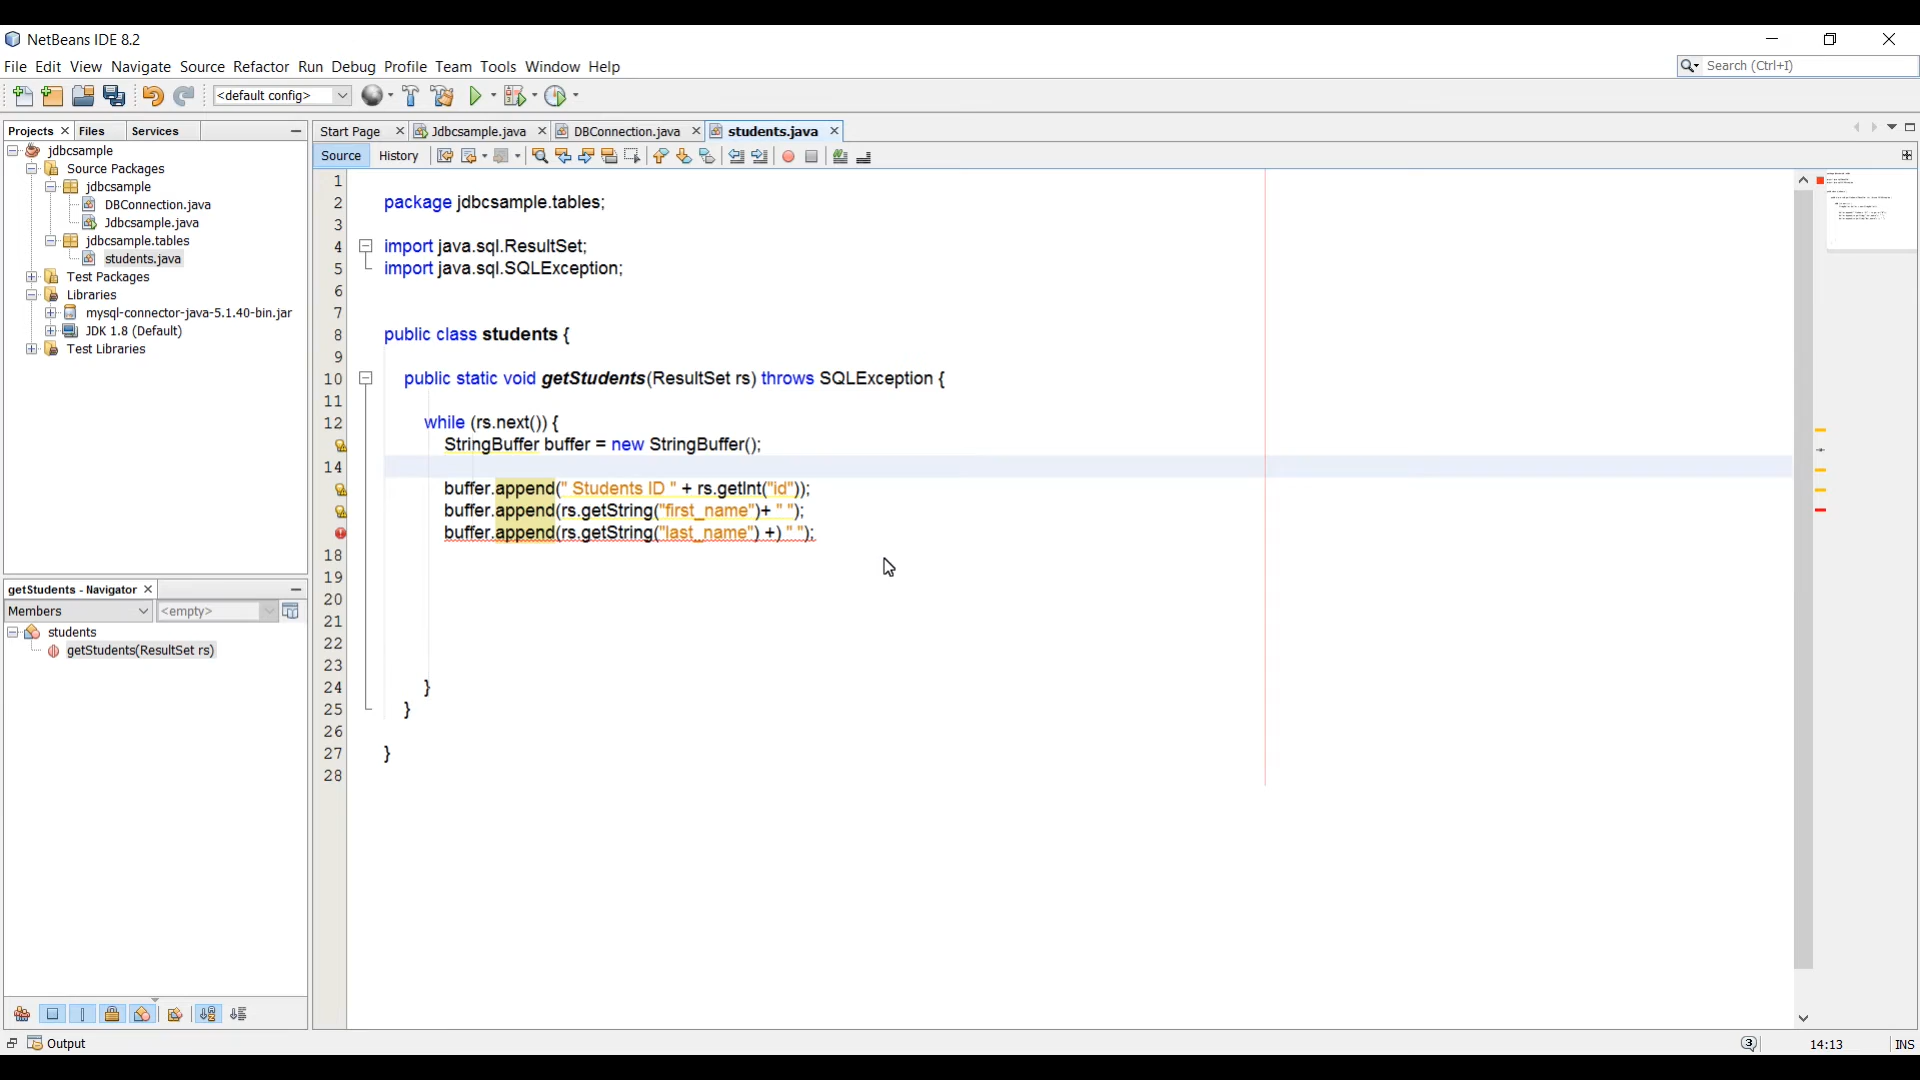 NetBeans IDE 8.2
File Edit View Navigate Source Refactor Run Debug Profile Team Tools Window Help
Search (Ctrl+I)
<default config>
Projects Files Services
Start Page Jdbcsample.java DBConnection.java students.java
Source History
jdbcsample
Source Packages
jdbcsample
DBConnection.java
Jdbcsample.java
jdbcsample.tables
students.java
Test Packages
Libraries
mysql-connector-java-5.1.40-bin.jar
JDK 1.8 (Default)
Test Libraries
getStudents - Navigator
Members <empty>
students
getStudents(ResultSet rs)
1
2 package jdbcsample.tables;
3
4 import java.sql.ResultSet;
5 import java.sql.SQLException;
6
7
8 public class students {
9
10 public static void getStudents(ResultSet rs) throws SQLException {
11
12 while (rs.next()) {
StringBuffer buffer = new StringBuffer();
14
buffer.append(" Students ID " + rs.getInt("id"));
buffer.append(rs.getString("first_name")+ " ");
buffer.append(rs.getString("last_name") +) " ");
18
19
20
21
22
23
24 }
25 }
26
27 }
28
Output
3
14:13
INS